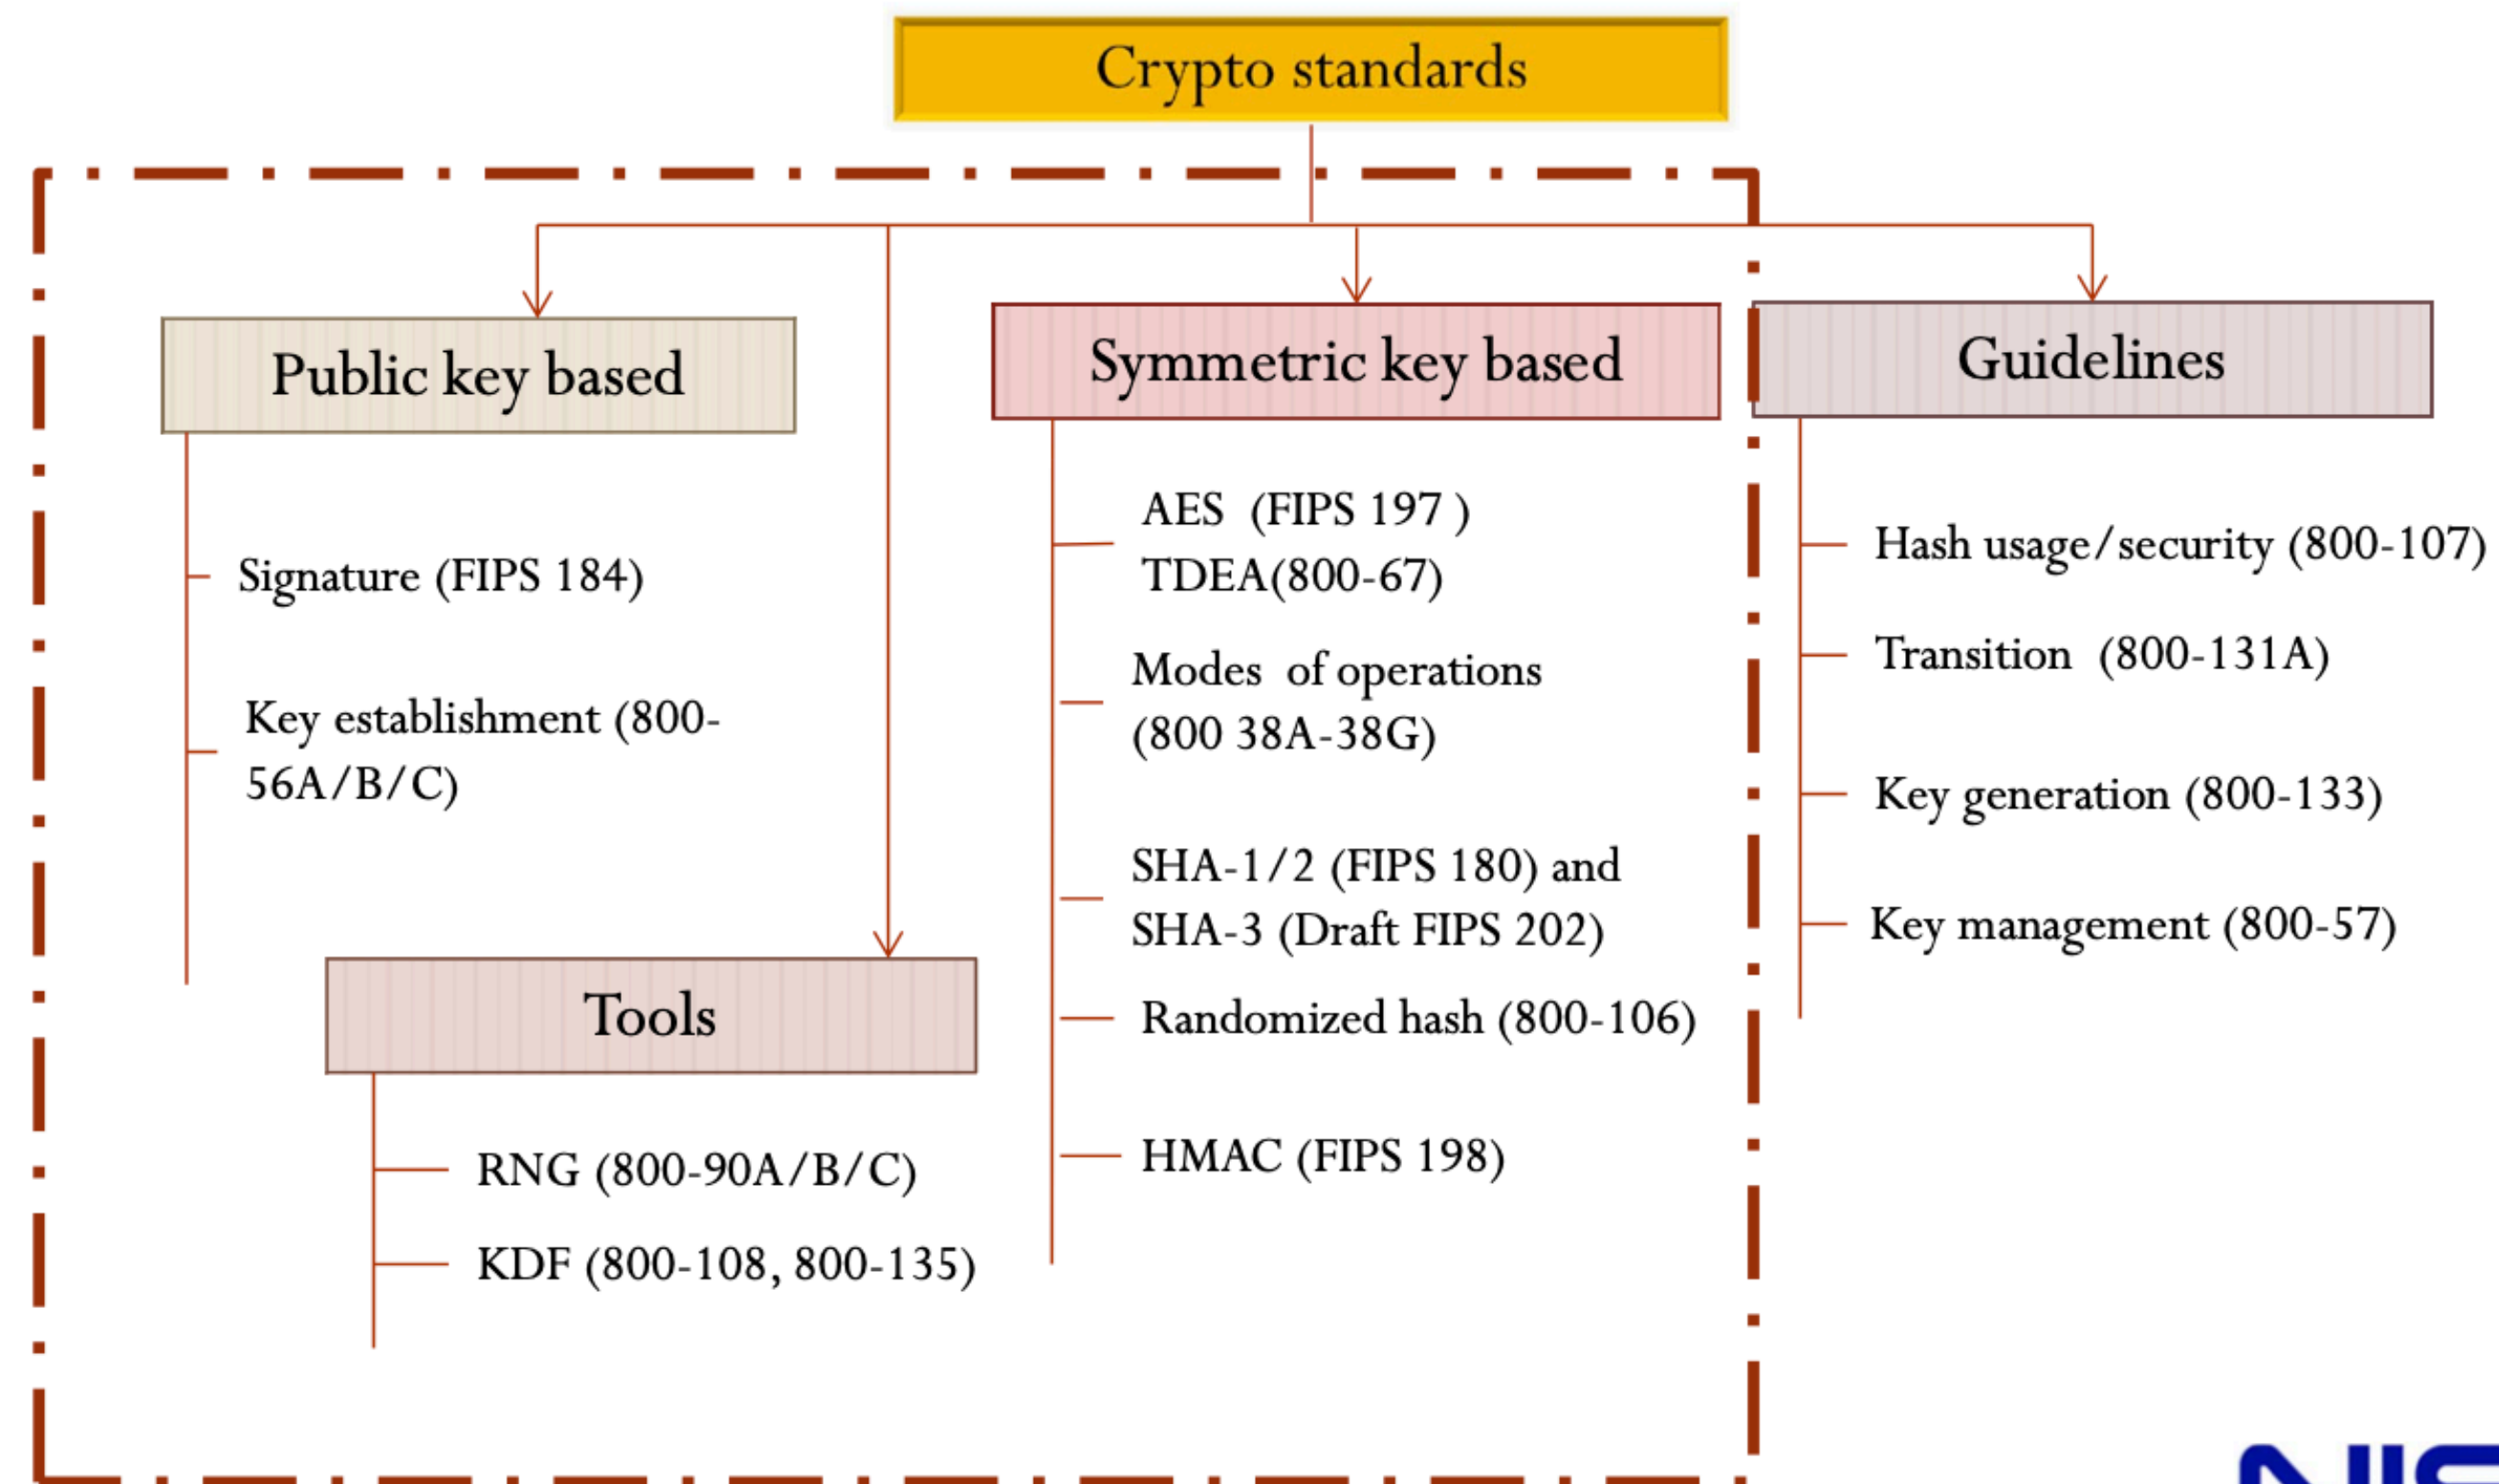 Crypto standards
Public key based
Signature (FIPS 184)
Key establishment (800-
56A/B/C)
Tools
RNG (800-90A/B/C)
KDF (800-108, 800-135)
Symmetric key based
AES (FIPS 197 )
TDEA(800-67)
Modes of operations
(800 38A-38G)
SHA-1/2 (FIPS 180) and
SHA-3 (Draft FIPS 202)
Randomized hash (800-106)
HMAC (FIPS 198)
Guidelines
Hash usage/security (800-107)
Transition (800-131A)
Key generation (800-133)
Key management (800-57)